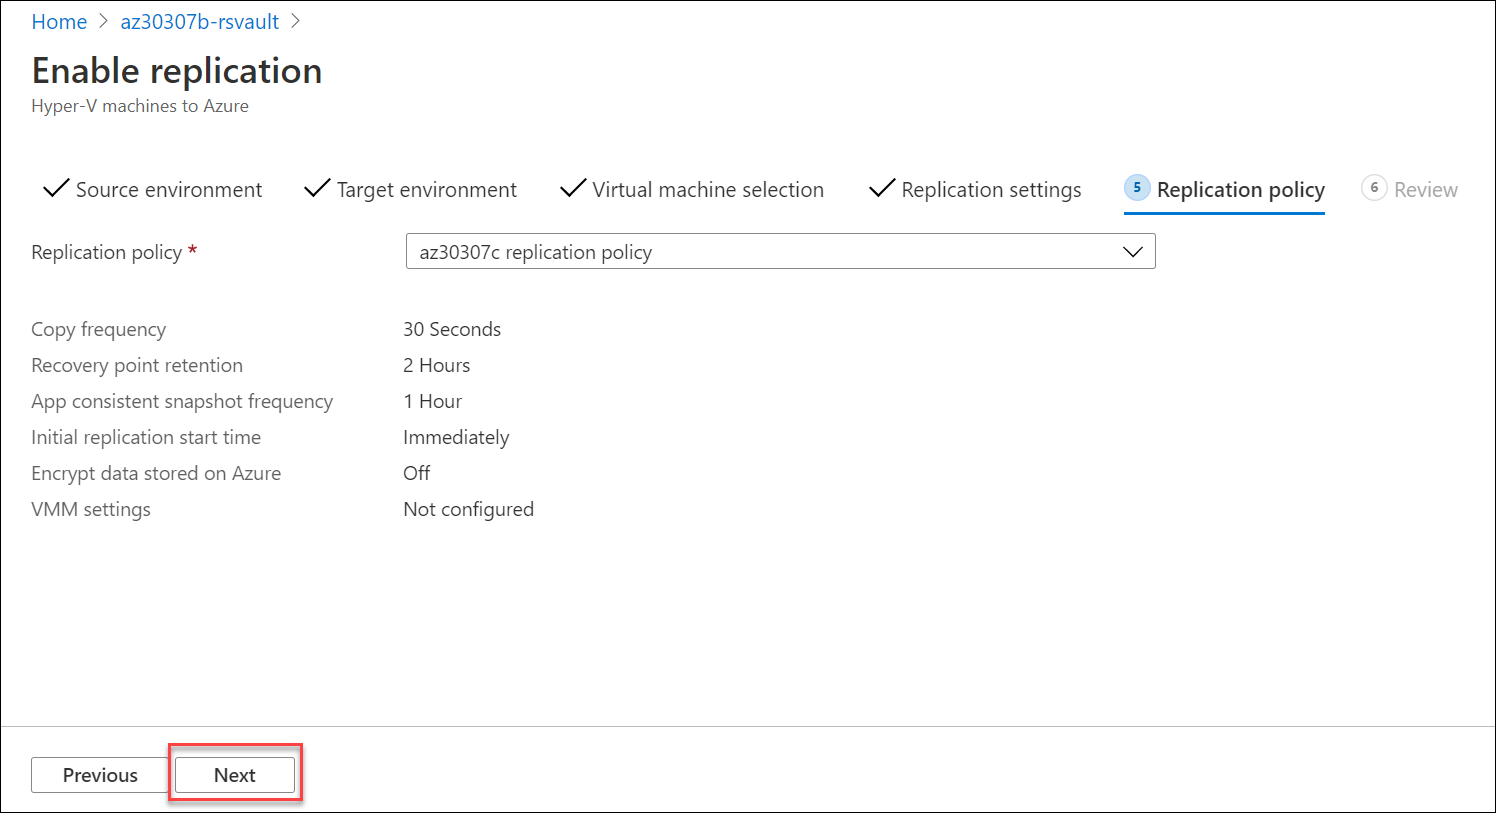 Home > az30307b-rsvault >
Enable replication
Hyper-V machines to Azure
Source environment Target environment Virtual machine selection Replication settings 5 Replication policy 6 Review
Replication policy * az30307c replication policy
Copy frequency 30 Seconds
Recovery point retention 2 Hours
App consistent snapshot frequency 1 Hour
Initial replication start time Immediately
Encrypt data stored on Azure Off
VMM settings Not configured
Previous Next